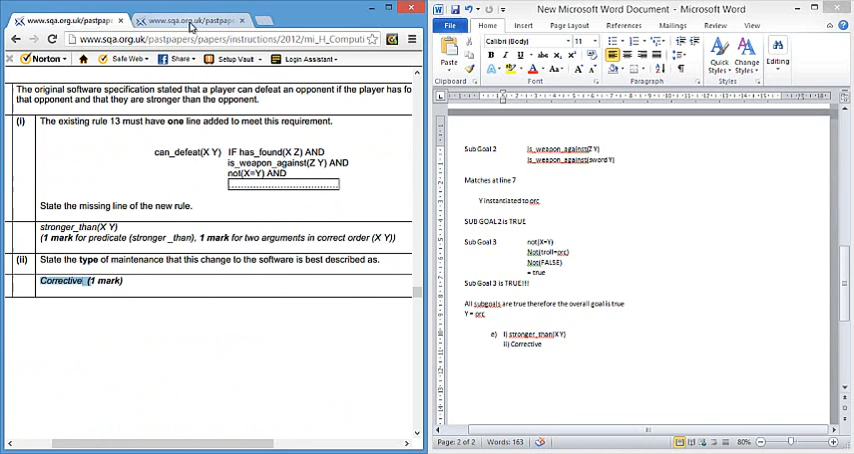 www.sqa.org.uk/pastpap
www.sqa.org.uk/pastpap
www.sqa.org.uk/pastpapers/papers/instructions/2012/mi_H_Computi
Norton
Safe Web
Share
Setup Vault
Login Assistant
The original software specification stated that a player can defeat an opponent if the player has fo
that opponent and that they are stronger than the opponent.
(i) The existing rule 13 must have one line added to meet this requirement.
can_defeat(X Y) IF has_found(X Z) AND
is_weapon_against(Z Y) AND
not(X=Y) AND
State the missing line of the new rule.
stronger_than(X Y)
(1 mark for predicate (stronger _than), 1 mark for two arguments in correct order (X Y))
(ii) State the type of maintenance that this change to the software is best described as.
Corrective (1 mark)
New Microsoft Word Document - Microsoft Word
File Home Insert Page Layout References Mailings Review View
Calibri (Body) 11
Paste
Quick Styles
Change Styles
Editing
Clipboard Font Paragraph Styles
Sub Goal 2 is_weapon_against(Z Y)
is_weapon_against(sword Y)
Matches at line 7
Y instantiated to orc
SUB GOAL 2 is TRUE
Sub Goal 3 not(X=Y)
Not(troll=orc)
Not(FALSE)
= true
Sub Goal 3 is TRUE!!!
All subgoals are true therefore the overall goal is true
Y = orc
e) I) stronger_than(X Y)
II) Corrective
Page: 2 of 2 Words: 163 80%